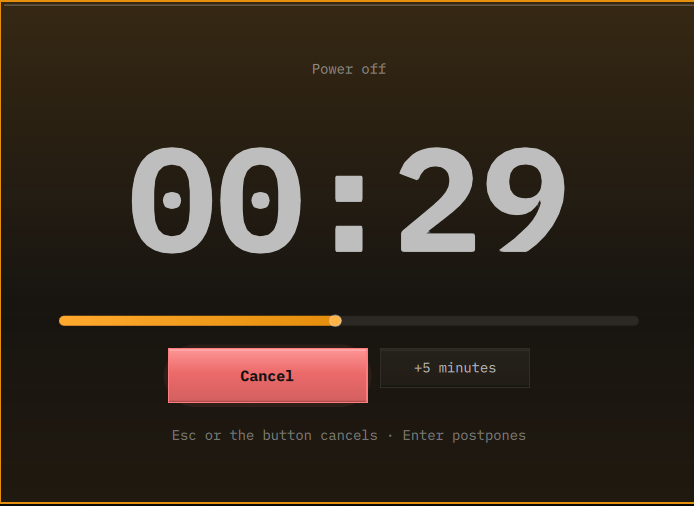 Power off
00:29
Cancel
+5 minutes
Esc or the button cancels · Enter postpones